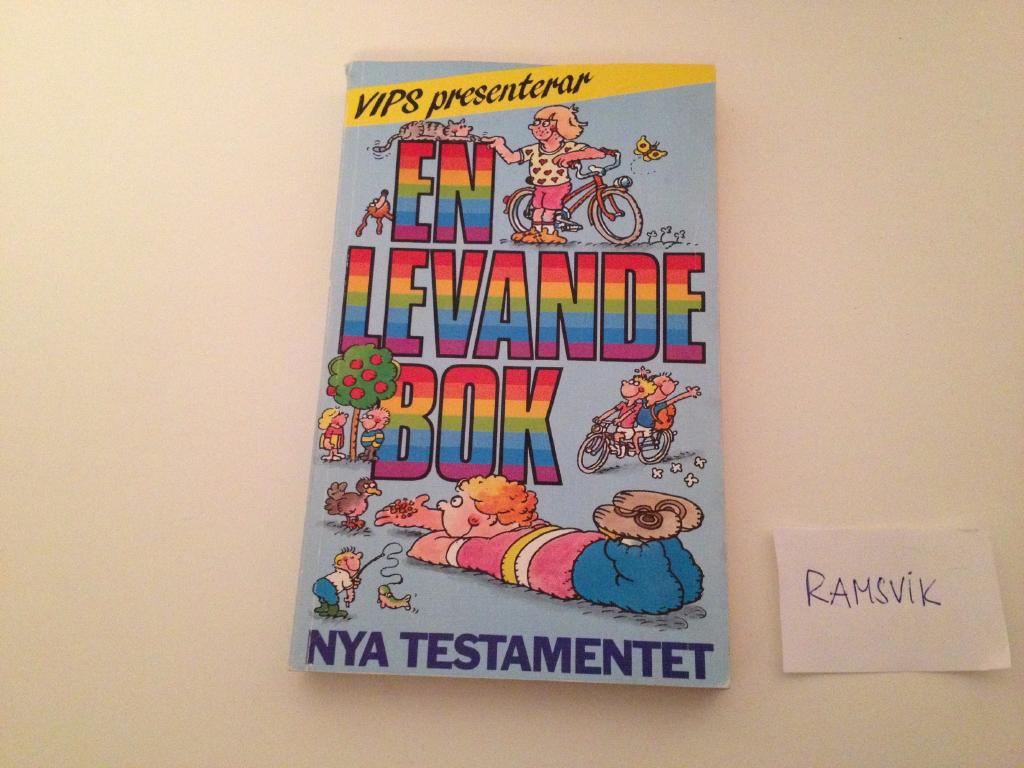 VIPS presenterar
EN
LEVANDE
BOK
NYA TESTAMENTET
RAMSVIK